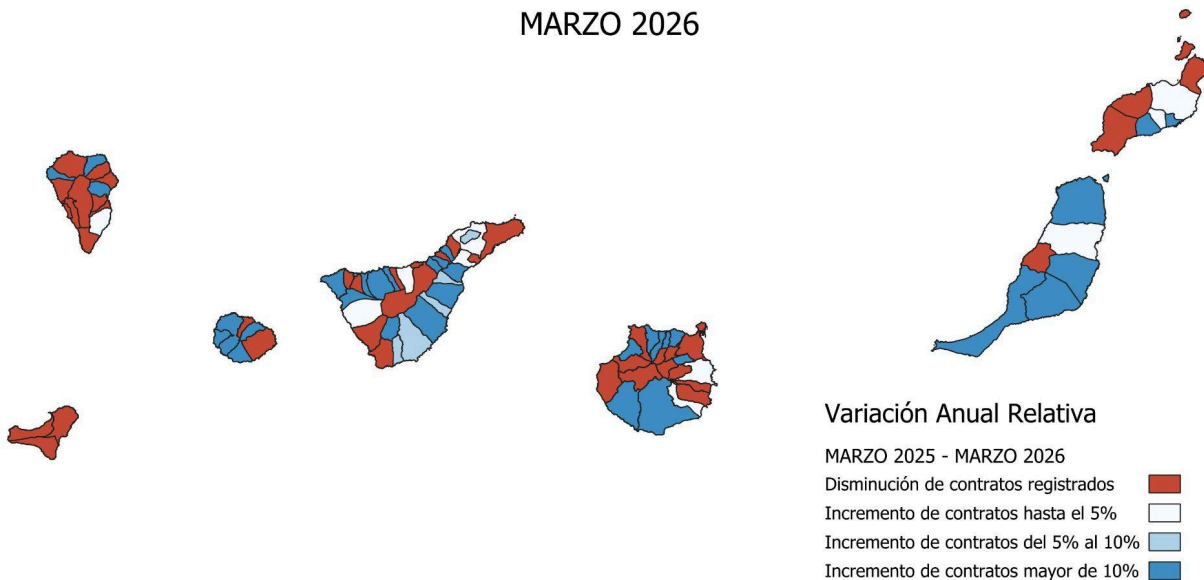 MARZO 2026
Variación Anual Relativa
MARZO 2025 - MARZO 2026
Disminución de contratos registrados
Incremento de contratos hasta el 5%
Incremento de contratos del 5% al 10%
Incremento de contratos mayor de 10%